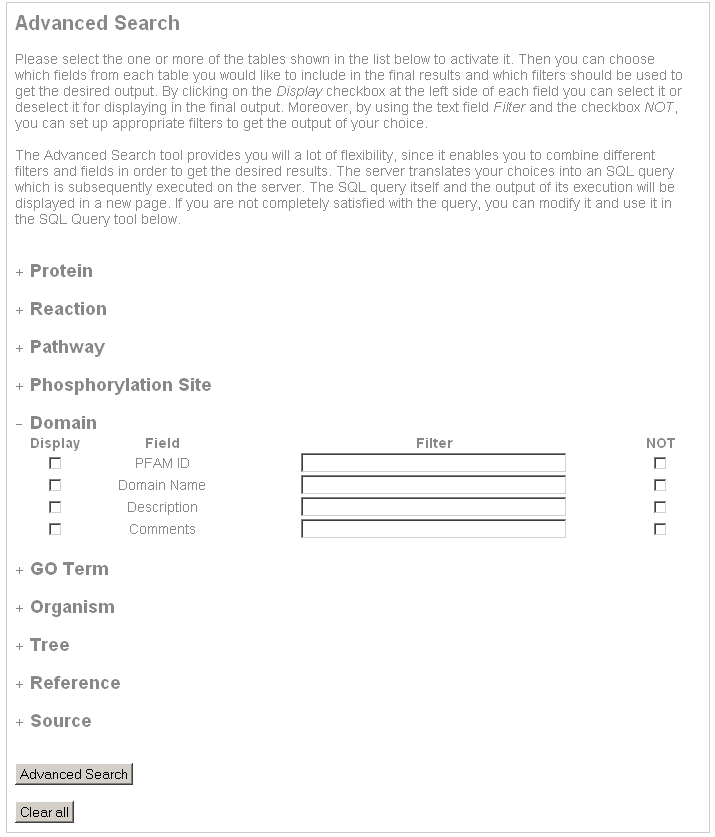 Advanced Search
Please select the one or more of the tables shown in the list below to activate it. Then you can choose
which fields from each table you would like to include in the final results and which filters should be used to
get the desired output. By clicking on the Display checkbox at the left side of each field you can select it or
deselect it for displaying in the final output. Moreover, by using the text field Filter and the checkbox NOT,
you can set up appropriate filters to get the output of your choice.
The Advanced Search tool provides you will a lot of flexibility, since it enables you to combine different
filters and fields in order to get the desired results. The server translates your choices into an SQL query
which is subsequently executed on the server. The SQL query itself and the output of its execution will be
displayed in a new page. If you are not completely satisfied with the query, you can modify it and use it in
the SQL Query tool below.
+ Protein
+ Reaction
+ Pathway
+ Phosphorylation Site
− Domain
Display Field Filter NOT
PFAM ID
Domain Name
Description
Comments
+ GO Term
+ Organism
+ Tree
+ Reference
+ Source
Advanced Search
Clear all